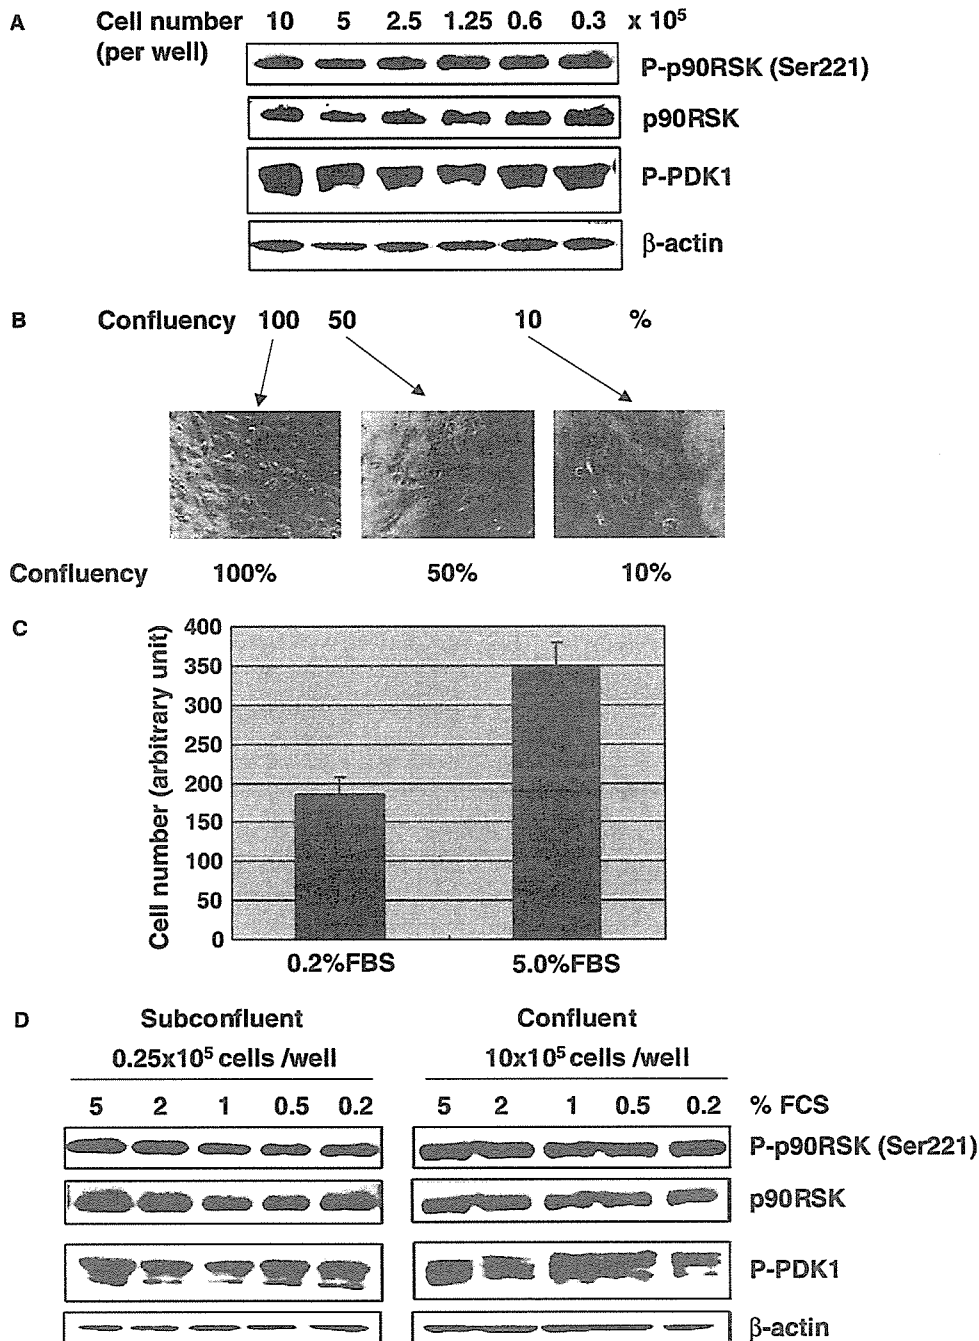 A Cell number 10 5 2.5 1.25 0.6 0.3 x 10⁵
(per well)
P-p90RSK (Ser221)
p90RSK
P-PDK1
β-actin
B Confluency 100 50 10 %
Confluency 100% 50% 10%
C
Cell number (arbitrary unit)
400
350
300
250
200
150
100
50
0
0.2%FBS 5.0%FBS
D Subconfluent Confluent
0.25x10⁵ cells /well 10x10⁵ cells /well
5 2 1 0.5 0.2 5 2 1 0.5 0.2 % FCS
P-p90RSK (Ser221)
p90RSK
P-PDK1
β-actin